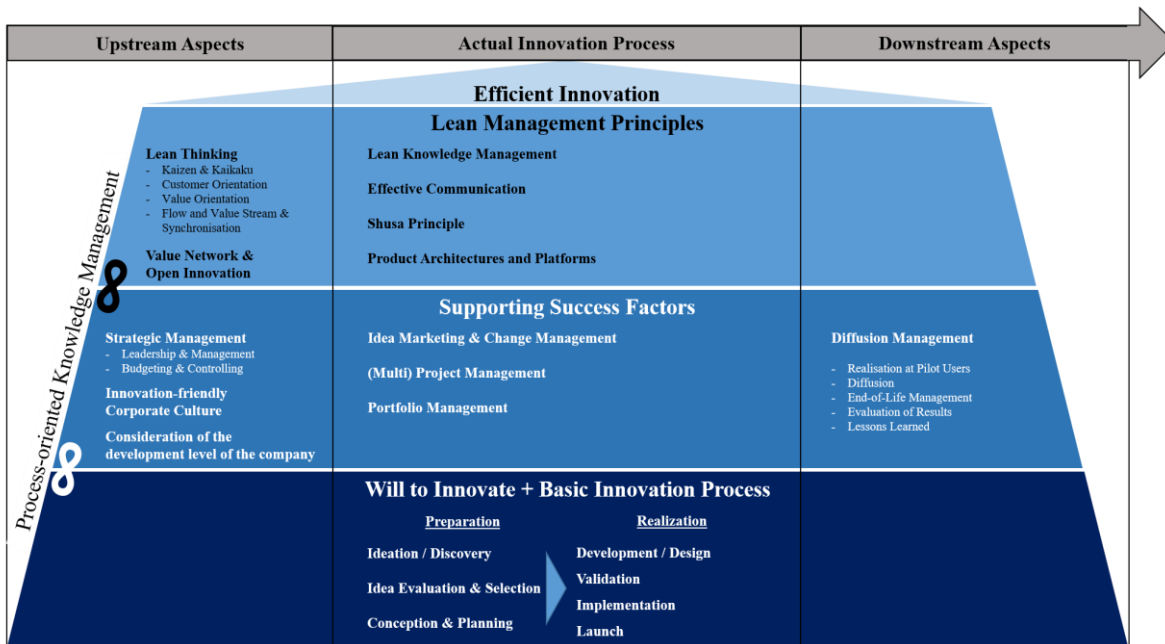 Upstream Aspects
Actual Innovation Process
Downstream Aspects
Efficient Innovation
Lean Management Principles
Lean Thinking
- Kaizen & Kaikaku
- Customer Orientation
- Value Orientation
- Flow and Value Stream &
Synchronisation
Value Network &
Open Innovation
Lean Knowledge Management
Effective Communication
Shusa Principle
Product Architectures and Platforms
Process-oriented Knowledge Management
Supporting Success Factors
Strategic Management
- Leadership & Management
- Budgeting & Controlling
Innovation-friendly
Corporate Culture
Consideration of the
development level of the company
Idea Marketing & Change Management
(Multi) Project Management
Portfolio Management
Diffusion Management
- Realisation at Pilot Users
- Diffusion
- End-of-Life Management
- Evaluation of Results
- Lessons Learned
Will to Innovate + Basic Innovation Process
Preparation
Ideation / Discovery
Idea Evaluation & Selection
Conception & Planning
Realization
Development / Design
Validation
Implementation
Launch